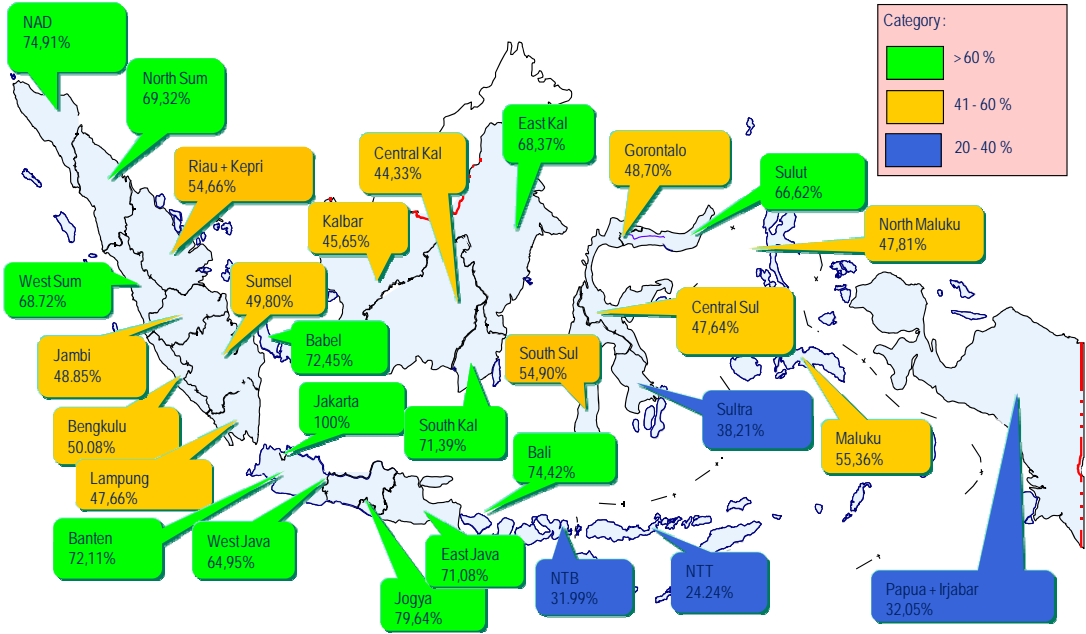 NAD
74,91%
North Sum
69,32%
Riau + Kepri
54,66%
Central Kal
44,33%
East Kal
68,37%
Gorontalo
48,70%
Sulut
66,62%
North Maluku
47,81%
Category :
>60 %
41 - 60 %
20 - 40 %
Kalbar
45,65%
West Sum
68.72%
Sumsel
49,80%
Babel
72,45%
Central Sul
47,64%
Jambi
48.85%
South Sul
54,90%
Jakarta
100%
South Kal
71,39%
Sultra
38,21%
Bengkulu
50.08%
Bali
74,42%
Maluku
55,36%
Lampung
47,66%
Banten
72,11%
West Java
64,95%
East Java
71,08%
Jogya
79,64%
NTB
31.99%
NTT
24.24%
Papua + Irjabar
32,05%